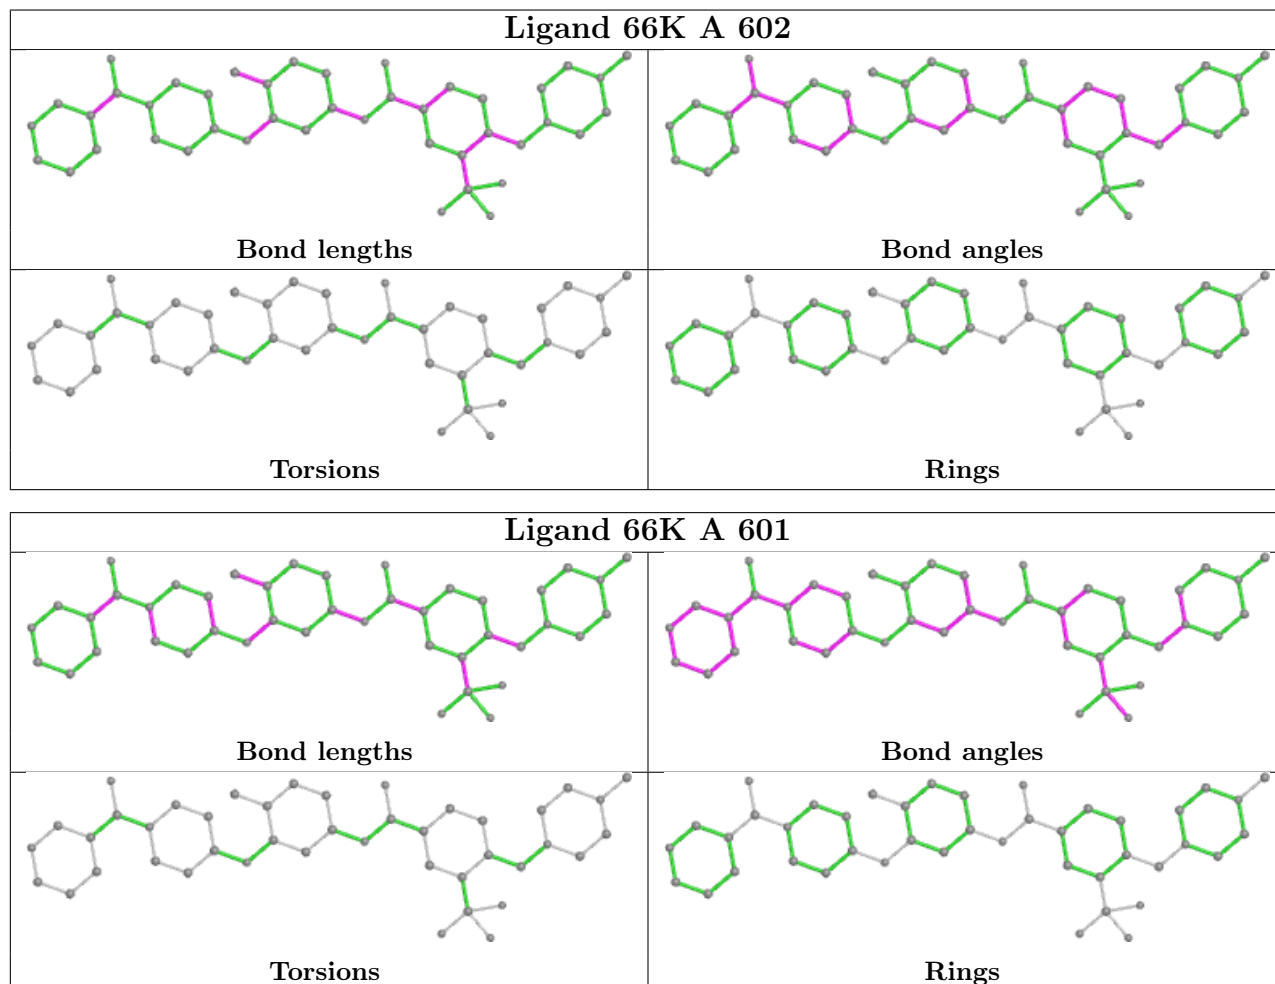 Ligand 66K A 602
Bond lengths
Bond angles
Torsions
Rings
Ligand 66K A 601
Bond lengths
Bond angles
Torsions
Rings